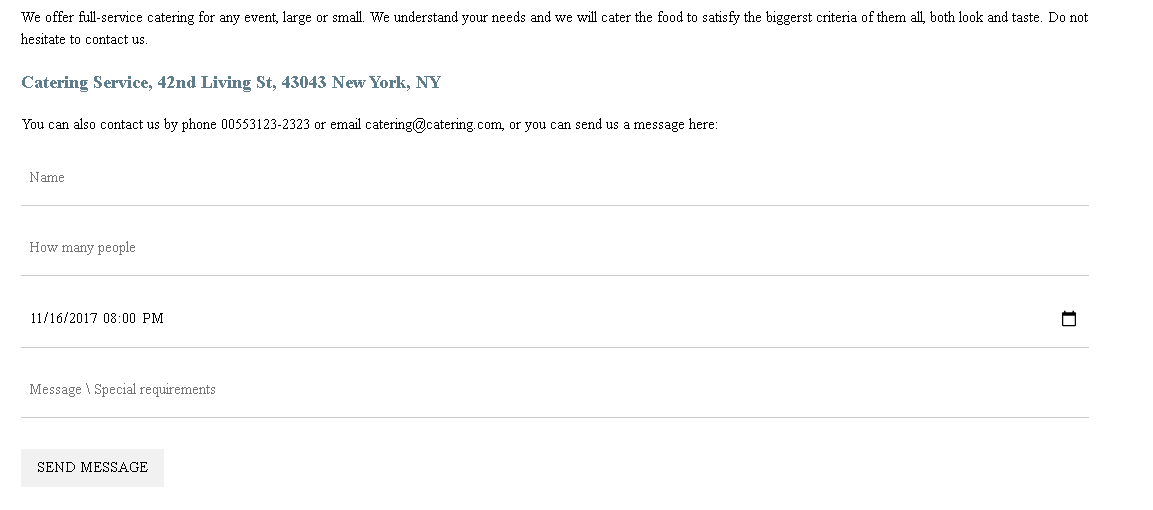 We offer full-service catering for any event, large or small. We understand your needs and we will cater the food to satisfy the biggerst criteria of them all, both look and taste. Do not
hesitate to contact us.
Catering Service, 42nd Living St, 43043 New York, NY
You can also contact us by phone 00553123-2323 or email catering@catering.com, or you can send us a message here:
Name
How many people
11/16/2017 08:00 PM
Message \ Special requirements
SEND MESSAGE